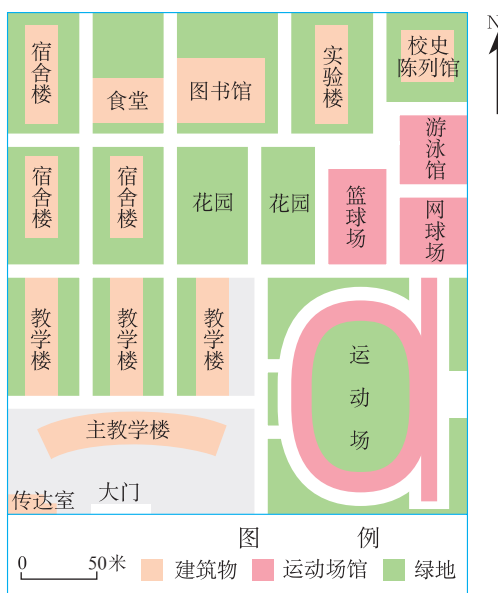 N
宿舍楼
食堂
图书馆
实验楼
校史
陈列馆
游泳馆
宿舍楼
宿舍楼
花园
花园
篮球场
网球场
教学楼
教学楼
教学楼
运动场
主教学楼
传达室
大门
图 例
0 50米
建筑物
运动场馆
绿地